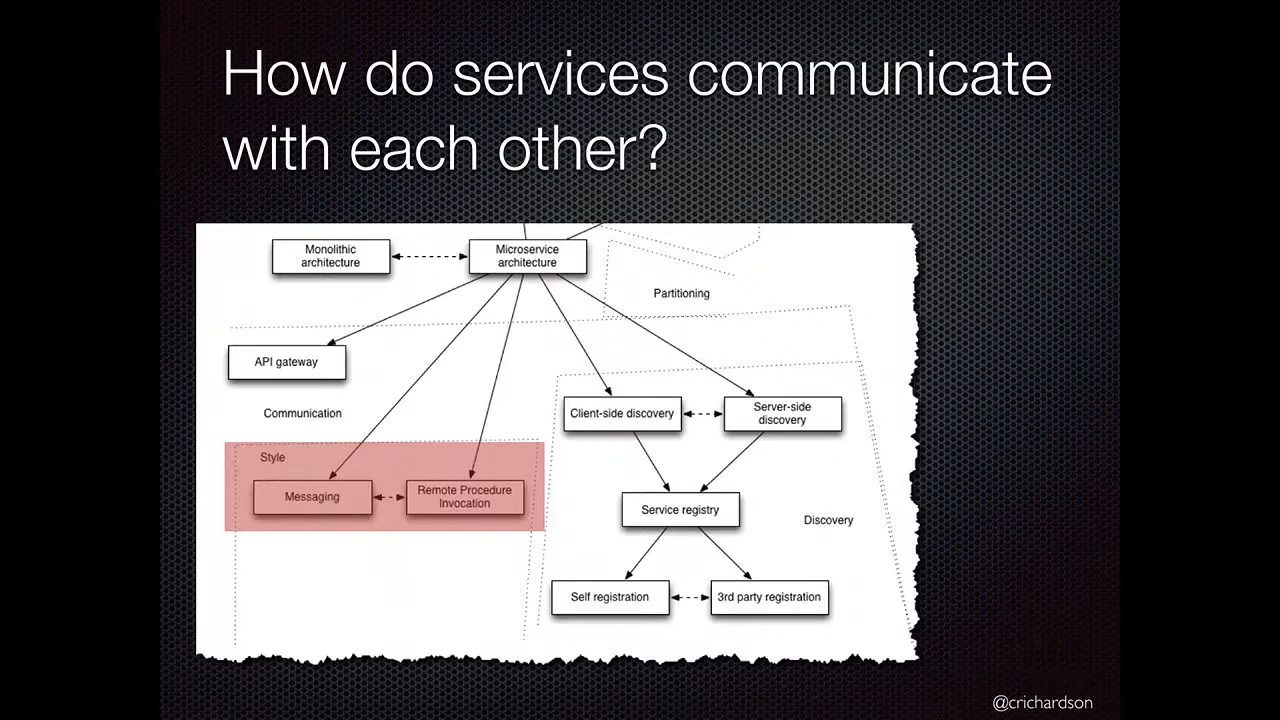 How do services communicate
with each other?
Monolithic
architecture
Microservice
architecture
Partitioning
API gateway
Communication
Client-side discovery
Server-side
discovery
Style
Messaging
Remote Procedure
Invocation
Service registry
Discovery
Self registration
3rd party registration
@crichardson